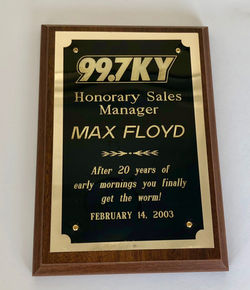 99.7KY
Honorary Sales
Manager
MAX FLOYD
After 20 years of
early mornings you finally
get the worm!
FEBRUARY 14, 2003